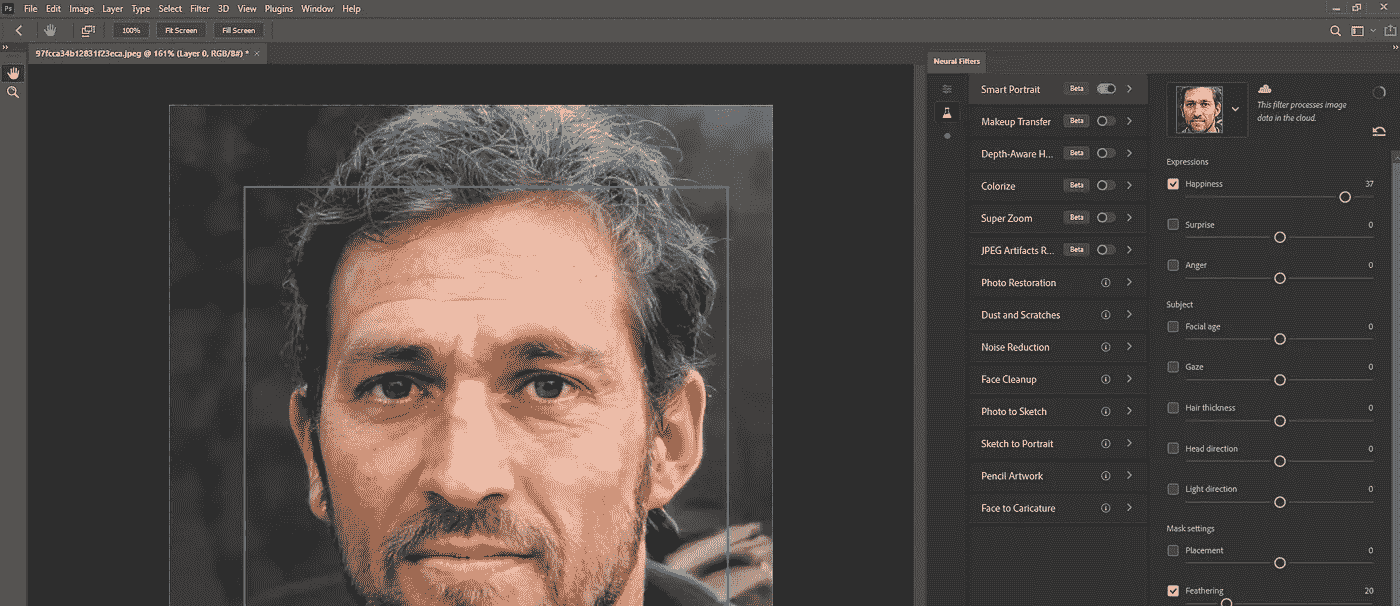 Ps File Edit Image Layer Type Select Filter 3D View Plugins Window Help
100% Fit Screen Fill Screen
97fcca34b12831f23eca.jpeg @ 161% (Layer 0, RGB/8#) * ×
Neural Filters
Smart Portrait Beta
Makeup Transfer Beta
Depth-Aware H... Beta
Colorize Beta
Super Zoom Beta
JPEG Artifacts R... Beta
Photo Restoration
Dust and Scratches
Noise Reduction
Face Cleanup
Photo to Sketch
Sketch to Portrait
Pencil Artwork
Face to Caricature
This filter processes image
data in the cloud.
Expressions
Happiness 37
Surprise 0
Anger 0
Subject
Facial age 0
Gaze 0
Hair thickness 0
Head direction 0
Light direction 0
Mask settings
Placement 0
Feathering 20